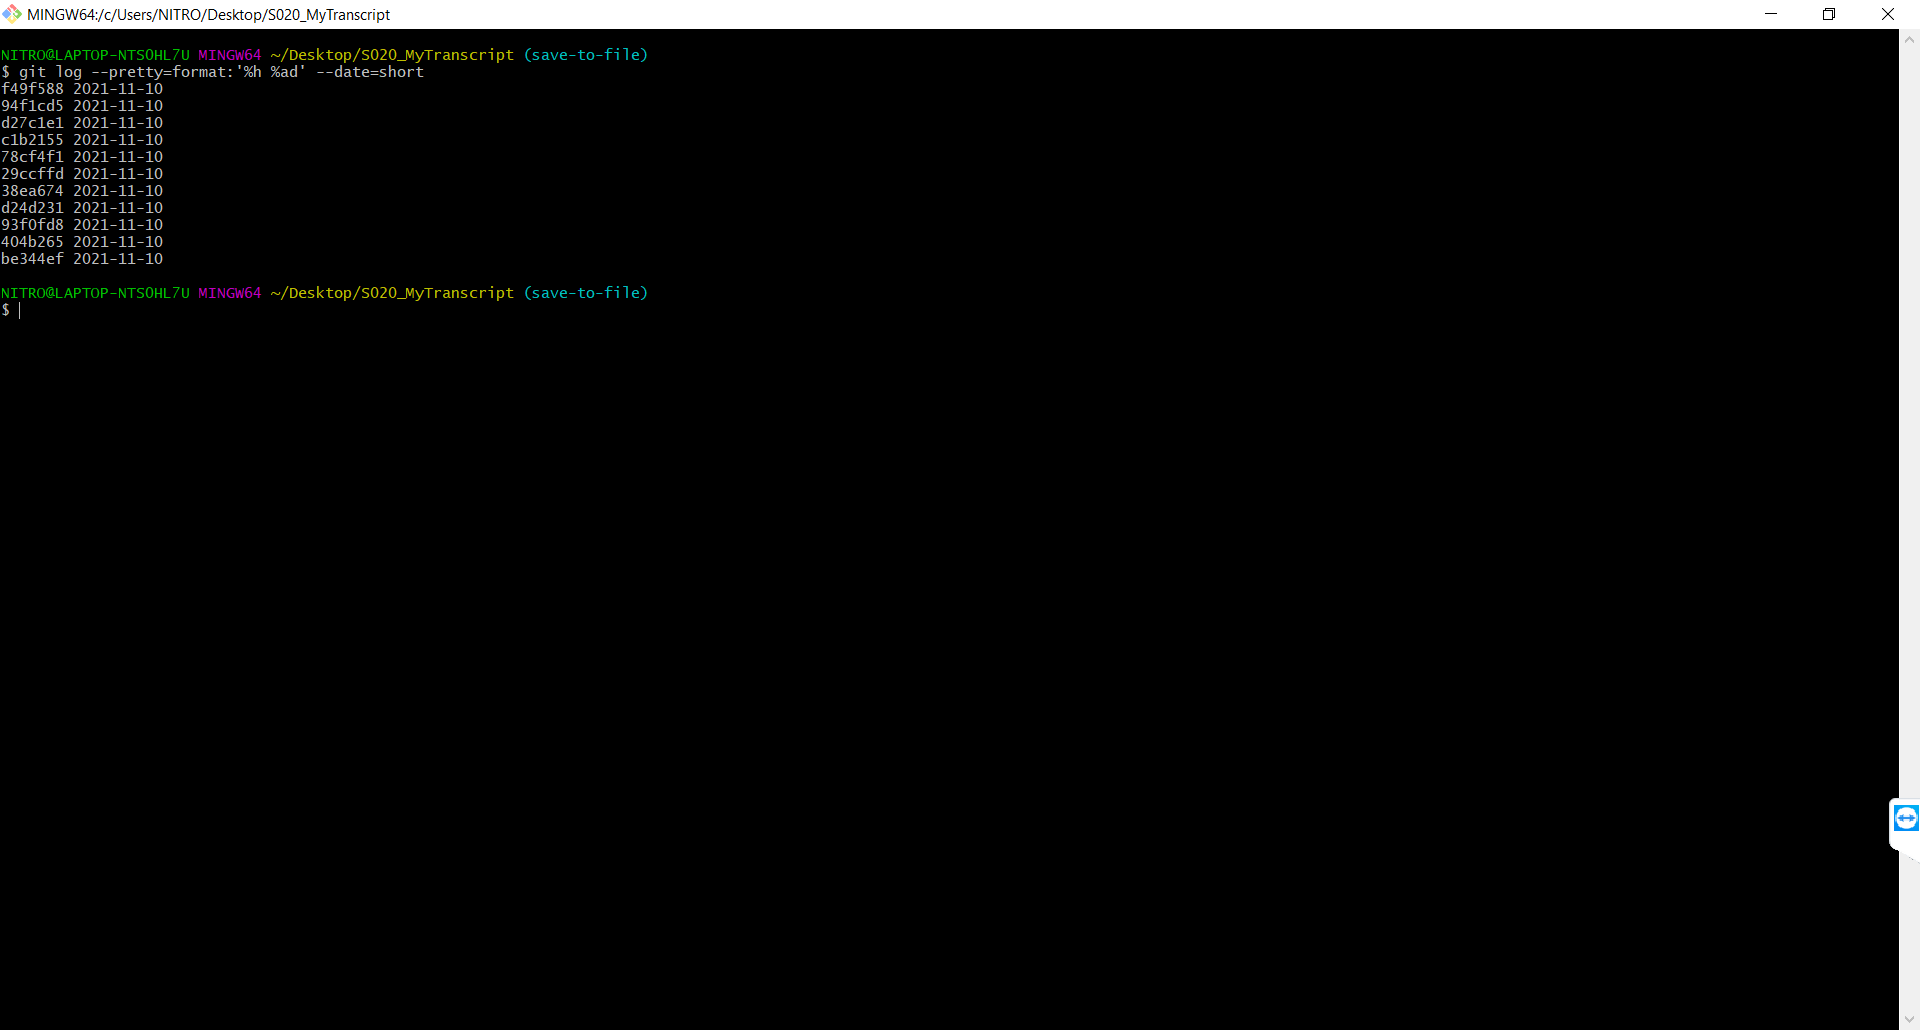 MINGW64:/c/Users/NITRO/Desktop/S020_MyTranscript
NITRO@LAPTOP-NTSOHL7U MINGW64 ~/Desktop/S020_MyTranscript (save-to-file)
$ git log --pretty=format:'%h %ad' --date=short
f49f588 2021-11-10
94f1cd5 2021-11-10
d27c1e1 2021-11-10
c1b2155 2021-11-10
78cf4f1 2021-11-10
29ccffd 2021-11-10
38ea674 2021-11-10
d24d231 2021-11-10
93f0fd8 2021-11-10
404b265 2021-11-10
be344ef 2021-11-10
NITRO@LAPTOP-NTSOHL7U MINGW64 ~/Desktop/S020_MyTranscript (save-to-file)
$